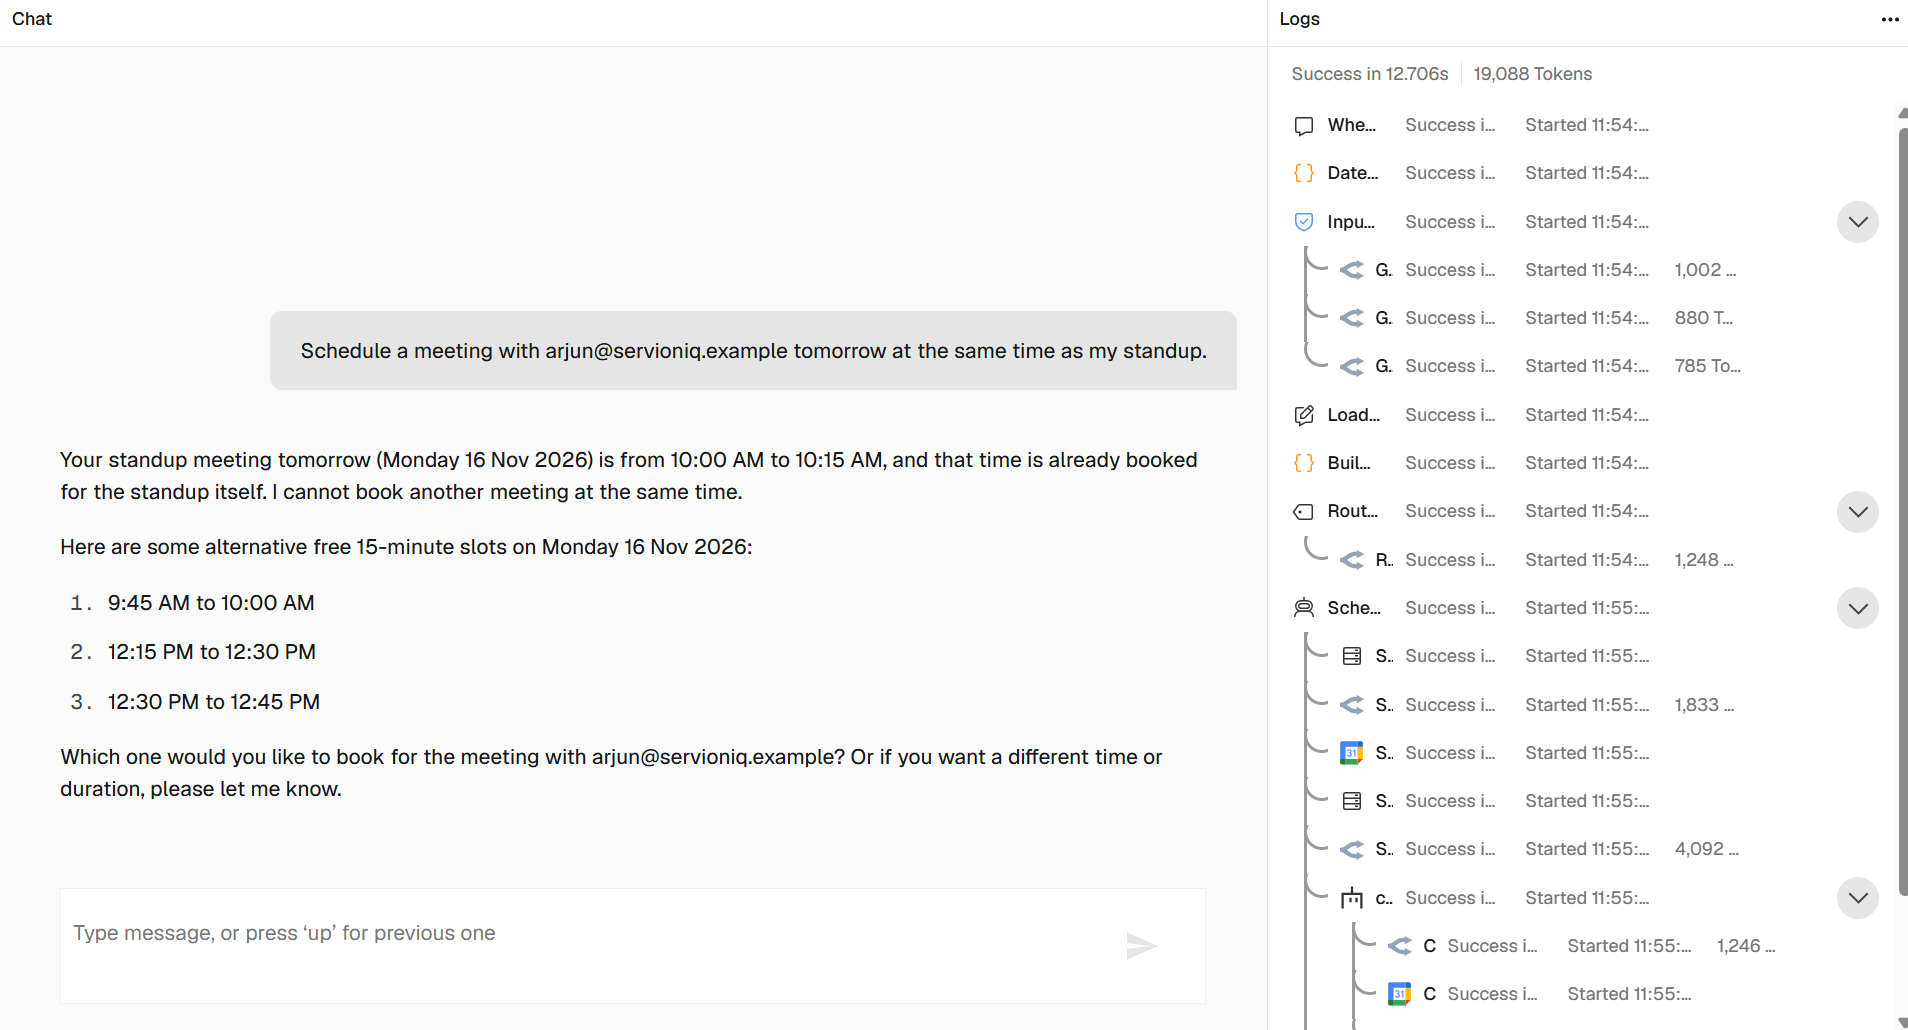 Chat
Schedule a meeting with arjun@servioniq.example tomorrow at the same time as my standup.
Your standup meeting tomorrow (Monday 16 Nov 2026) is from 10:00 AM to 10:15 AM, and that time is already booked
for the standup itself. I cannot book another meeting at the same time.
Here are some alternative free 15-minute slots on Monday 16 Nov 2026:
1. 9:45 AM to 10:00 AM
2. 12:15 PM to 12:30 PM
3. 12:30 PM to 12:45 PM
Which one would you like to book for the meeting with arjun@servioniq.example? Or if you want a different time or
duration, please let me know.
Type message, or press ‘up’ for previous one
Logs
Success in 12.706s 19,088 Tokens
Whe... Success i... Started 11:54:...
Date... Success i... Started 11:54:...
Inpu... Success i... Started 11:54:...
G.. Success i... Started 11:54:... 1,002 ...
G.. Success i... Started 11:54:... 880 T...
G.. Success i... Started 11:54:... 785 To...
Load... Success i... Started 11:54:...
Buil... Success i... Started 11:54:...
Rout... Success i... Started 11:54:...
R.. Success i... Started 11:54:... 1,248 ...
Sche... Success i... Started 11:55:...
S.. Success i... Started 11:55:...
S.. Success i... Started 11:55:... 1,833 ...
31 S.. Success i... Started 11:55:...
S.. Success i... Started 11:55:...
S.. Success i... Started 11:55:... 4,092 ...
c.. Success i... Started 11:55:...
C Success i... Started 11:55:... 1,246 ...
31 C Success i... Started 11:55:...